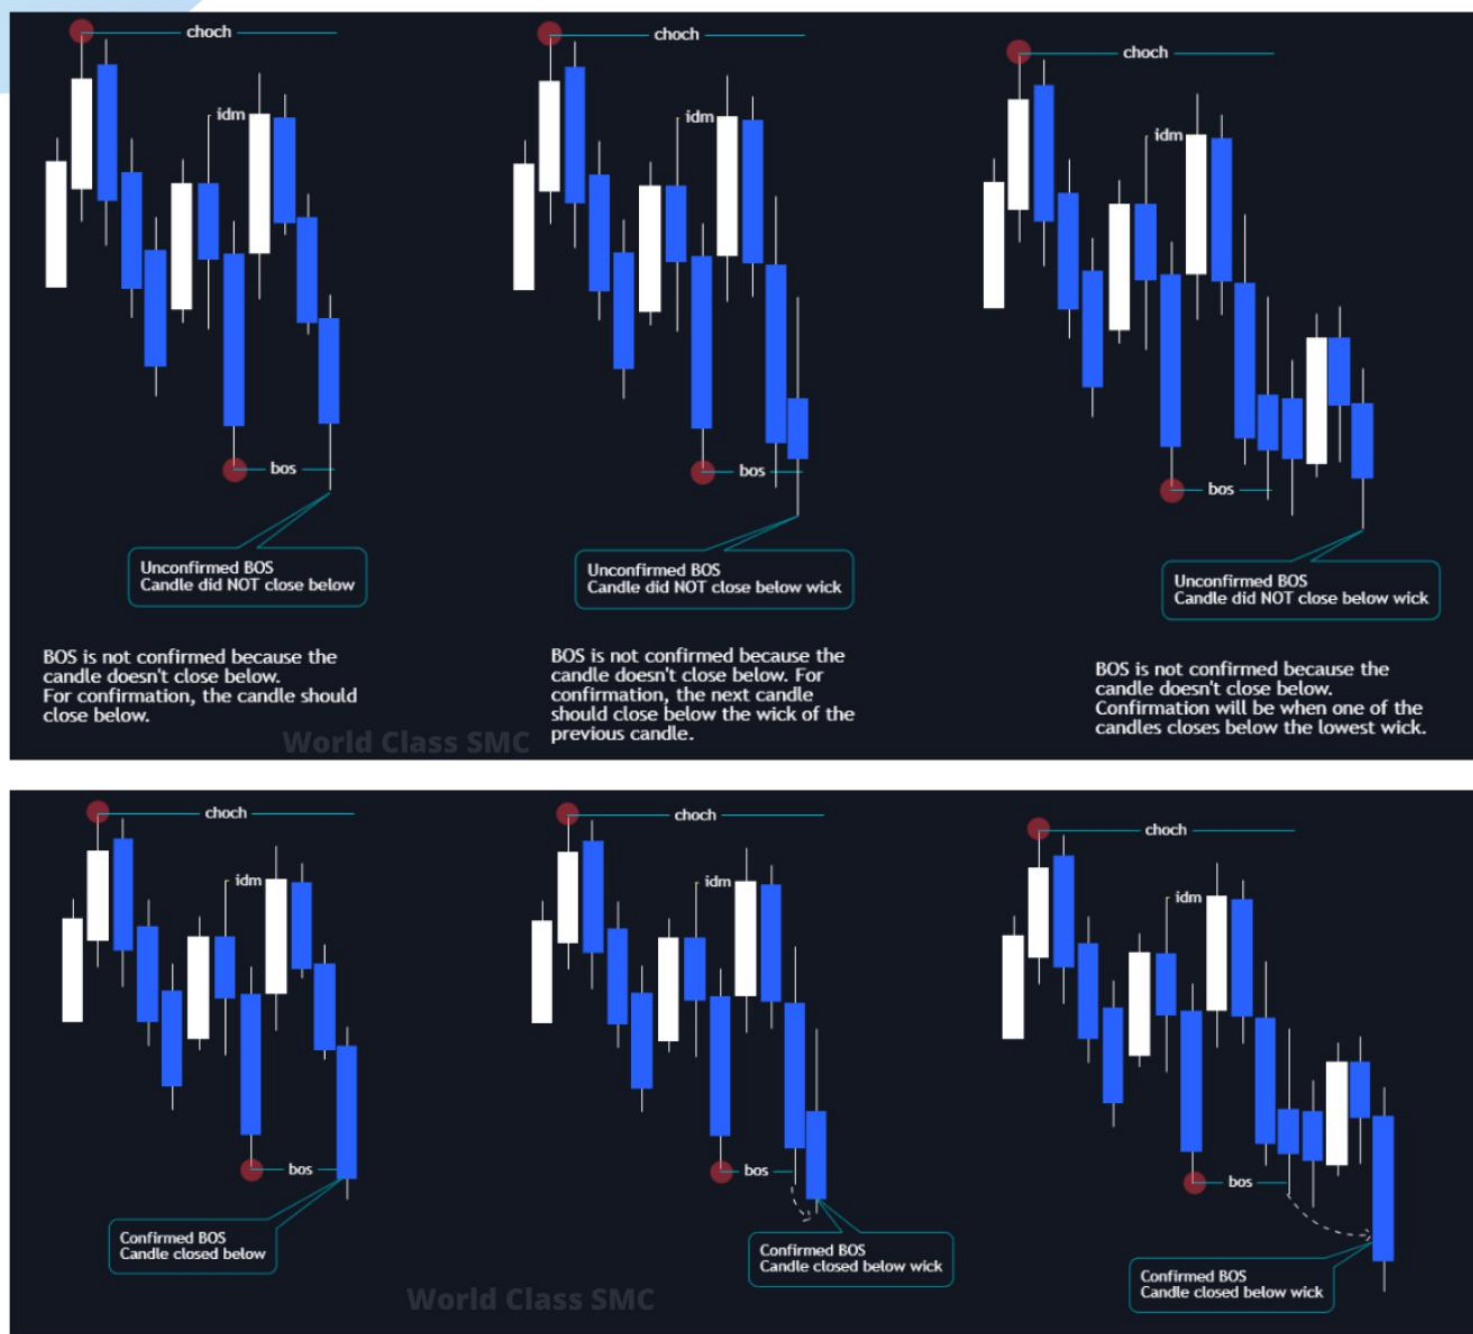 choch
choch
choch
idm
idm
idm
bos
bos
bos
Unconfirmed BOS
Candle did NOT close below
Unconfirmed BOS
Candle did NOT close below wick
Unconfirmed BOS
Candle did NOT close below wick
BOS is not confirmed because the
candle doesn't close below.
For confirmation, the candle should
close below.
BOS is not confirmed because the
candle doesn't close below. For
confirmation, the next candle
should close below the wick of the
previous candle.
BOS is not confirmed because the
candle doesn't close below.
Confirmation will be when one of the
candles closes below the lowest wick.
World Class SMC
choch
choch
choch
idm
idm
idm
bos
bos
bos
Confirmed BOS
Candle closed below
Confirmed BOS
Candle closed below wick
Confirmed BOS
Candle closed below wick
World Class SMC